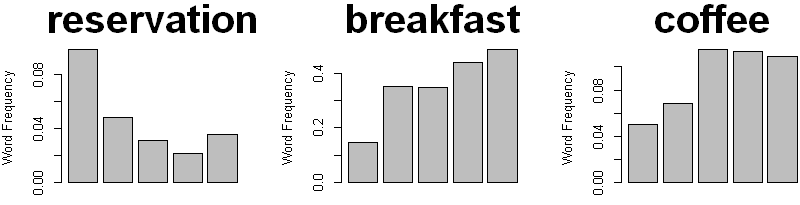 reservation
Word Frequency
0.00 0.04 0.08
breakfast
Word Frequency
0.0 0.2 0.4
coffee
Word Frequency
0.00 0.04 0.08